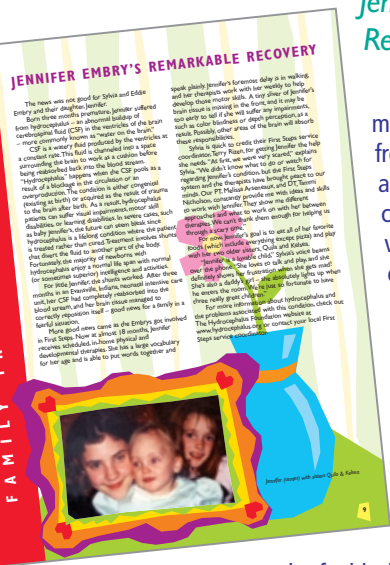 Jen
Re
JENNIFER EMBRY'S REMARKABLE RECOVERY
The news was not good for Sylvia and Eddie
Embry and their daughter, Jennifer.
Born three months premature, Jennifer suffered
from hydrocephalus – an abnormal buildup of
cerebrospinal fluid (CSF) in the ventricles of the brain
– more commonly known as "water on the brain."
CSF is a watery fluid produced by the ventricles at
a constant rate. This fluid is channeled into a space
surrounding the brain to work as a cushion before
being reabsorbed back into the blood stream.
"Hydrocephalus" happens when the CSF pools as a
result of a blockage in the circulation or an
overproduction. The condition is either congenital
(existing at birth) or acquired as the result of trauma
to the brain after birth. As a result, hydrocephalus
patients can suffer visual impairments, motor skill
disabilities or learning disabilities. In severe cases, such
as baby Jennifer's, the future can seem bleak since
hydrocephalus is a lifelong condition where the patient
is treated rather than cured. Treatment involves shunts
that divert the fluid to another part of the body.
Fortunately, the majority of newborns with
hydrocephalus enjoy a normal life span with normal
(or sometimes superior) intelligence and activities.
For little Jennifer, the shunts worked. After three
months in an Evansville, Indiana, neonatal intensive care
unit, her CSF had completely reabsorbed into the
blood stream, and her brain tissue managed to
correctly reposition itself – good news for a family in a
fearful situation.
More good news came as the Embrys got involved
in First Steps. Now at almost 18 months, Jennifer
receives scheduled, in-home physical and
developmental therapies. She has a large vocabulary
for her age and is able to put words together and
speak plainly. Jennifer's foremost delay is in walking,
and her therapists work with her weekly to help
develop those motor skills. A tiny sliver of Jennifer's
brain tissue is missing in the front, and it may be
too early to tell if she will suffer any impairments,
such as color blindness or depth perception, as a
result. Possibly, other areas of the brain will absorb
these responsibilities.
Sylvia is quick to credit their First Steps service
coordinator, Terry Rizen, for getting Jennifer the help
she needs. "At first, we were very scared," explains
Sylvia. "We didn't know what to do or watch for
regarding Jennifer's condition, but the First Steps
system and the therapists have brought peace to our
minds. Our PT, Malissa Arvenseux, and DT, Tammi
Nicholson, constantly provide me with ideas and skills
to work with Jennifer. They show me different
approaches and what to work on with her between
therapies. We can't thank them enough for helping us
through a scary time."
For now, Jennifer's goal is to eat all of her favorite
foods (which include everything except peas) and play
with her two older sisters, Quila and Kelsea.
"Jennifer is a lovable child," Sylvia's voice beams
over the phone. "She loves to talk and play, and she
definitely shows her frustration when she gets mad!
She's also a daddy's girl – she absolutely lights up when
he enters the room. We're just so fortunate to have
three really great children."
For more information about hydrocephalus and
the problems associated with this condition, check out
The Hydrocephalus Foundation website at
www.hydrocephalus.org or contact your local First
Steps service coordinator.
Jennifer (center) with sisters Quila & Kelsea
9